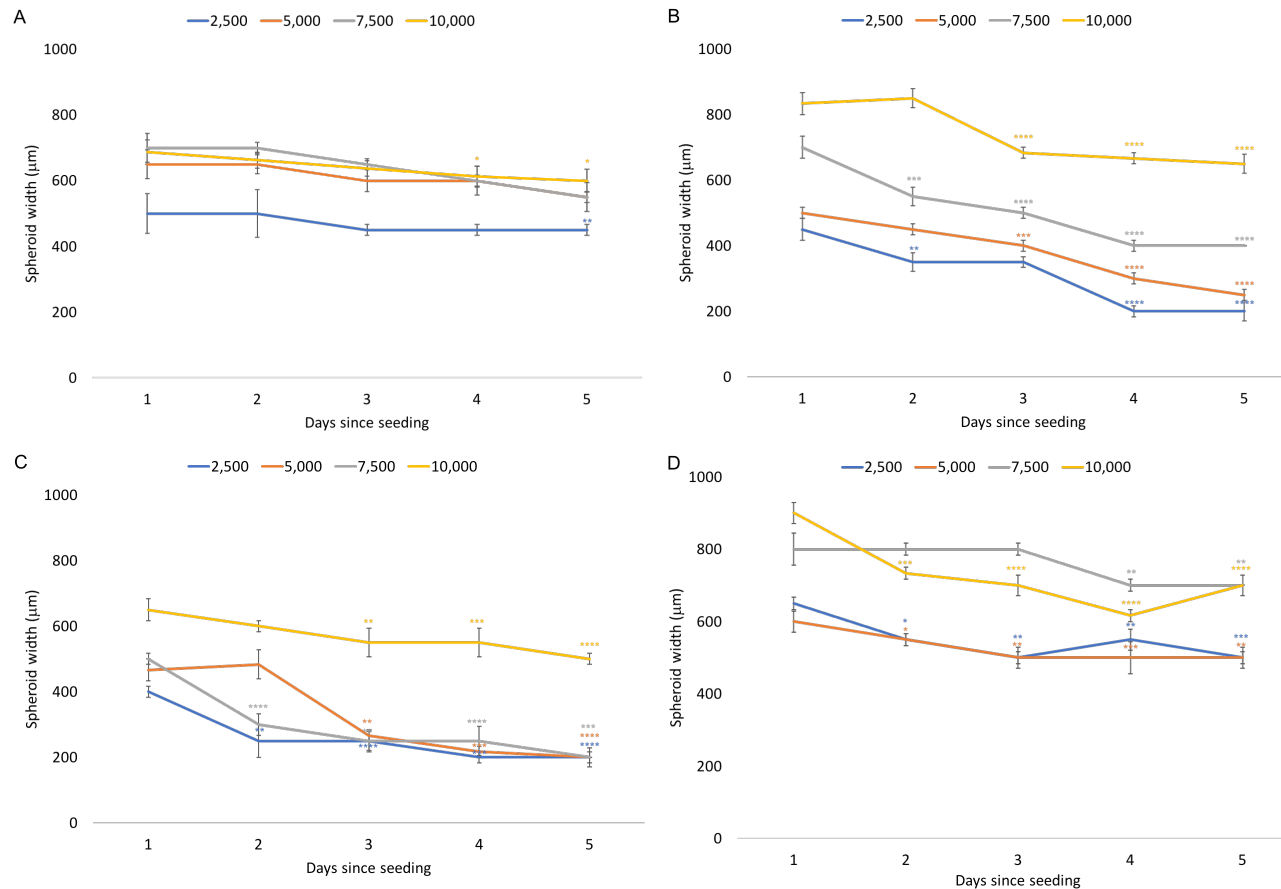 A
2,500 5,000 7,500 10,000
1000
800
600
400
200
0
Spheroid width (µm)
* *
**
1 2 3 4 5
Days since seeding
B
2,500 5,000 7,500 10,000
1000
800
600
400
200
0
Spheroid width (µm)
**** **** ****
*** **** **** ****
*** **** ****
** **** ****
1 2 3 4 5
Days since seeding
C
2,500 5,000 7,500 10,000
1000
800
600
400
200
0
Spheroid width (µm)
** *** ****
**** **** ***
** *** ****
** **** ****
1 2 3 4 5
Days since seeding
D
2,500 5,000 7,500 10,000
1000
800
600
400
200
0
Spheroid width (µm)
** **
*** **** **** ****
* ** ** ***
* ** *** **
1 2 3 4 5
Days since seeding